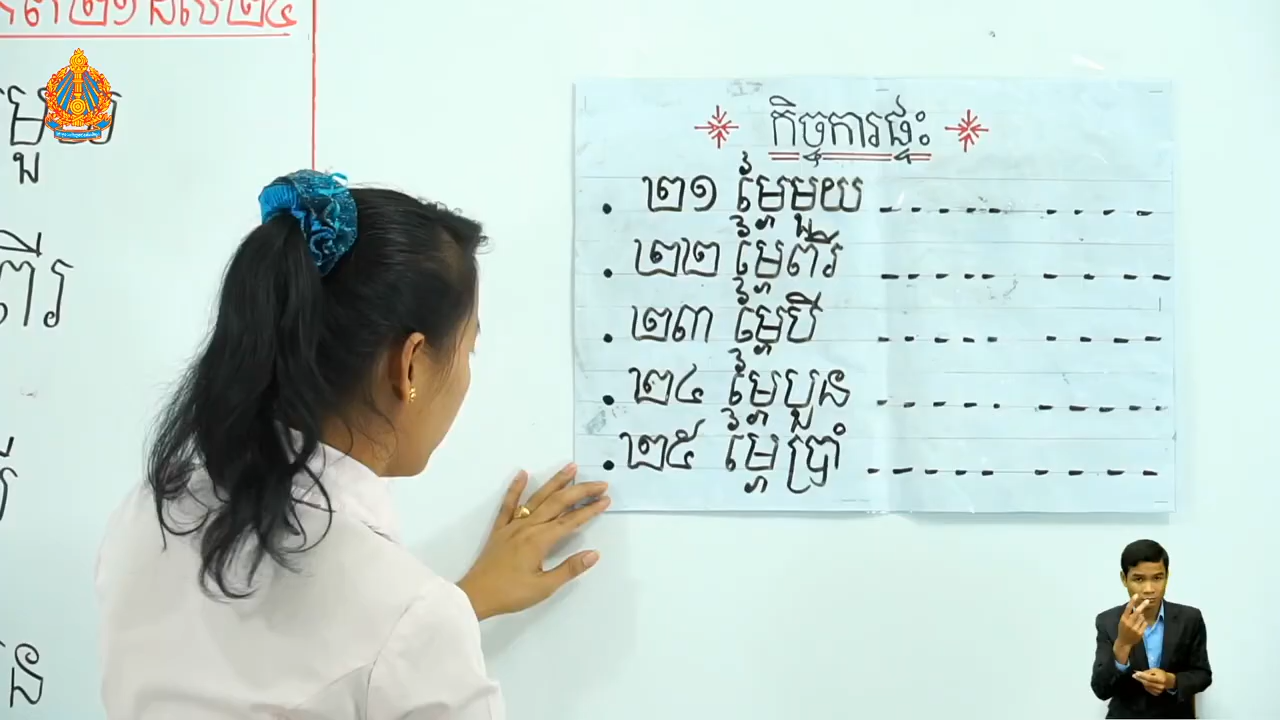 កិច្ចការផ្ទះ
. ២១ ម្ភៃមួយ
. ២២ ម្ភៃពីរ
. ២៣ ម្ភៃបី
. ២៤ ម្ភៃបួន
. ២៥ ម្ភៃប្រាំ